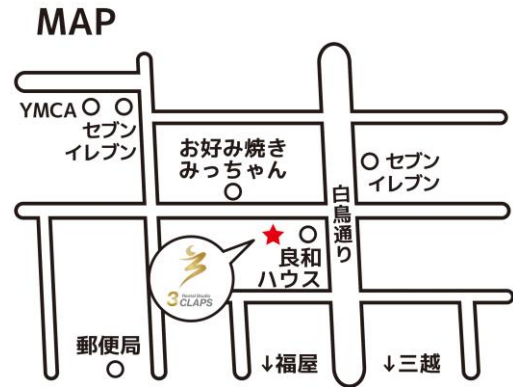 MAP
YMCA
セブン
イレブン
お好み焼き
みっちゃん
セブン
イレブン
白鳥通り
良和
ハウス
Rental Studio
3 CLAPS
郵便局
↓福屋
↓三越